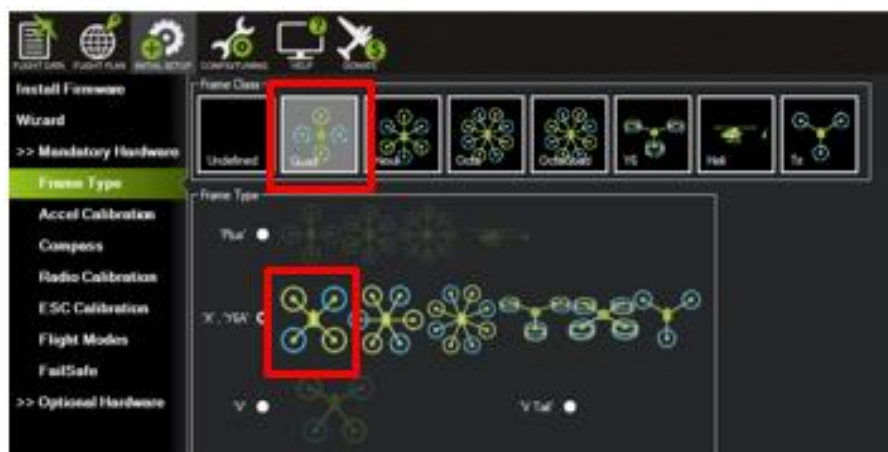 FLIGHT DATA FLIGHT PLAN INITIAL SETUP CONFIG/TUNING HELP DONATE
Install Firmware
Wizard
>> Mandatory Hardware
Frame Type
Accel Calibration
Compass
Radio Calibration
ESC Calibration
Flight Modes
FailSafe
>> Optional Hardware
Frame Class
Undefined Quad Hexa Octa OctaQuad Y6 Heli Tri
Frame Type
'Plus'
'X', 'Y6A'
'V' 'V Tail'